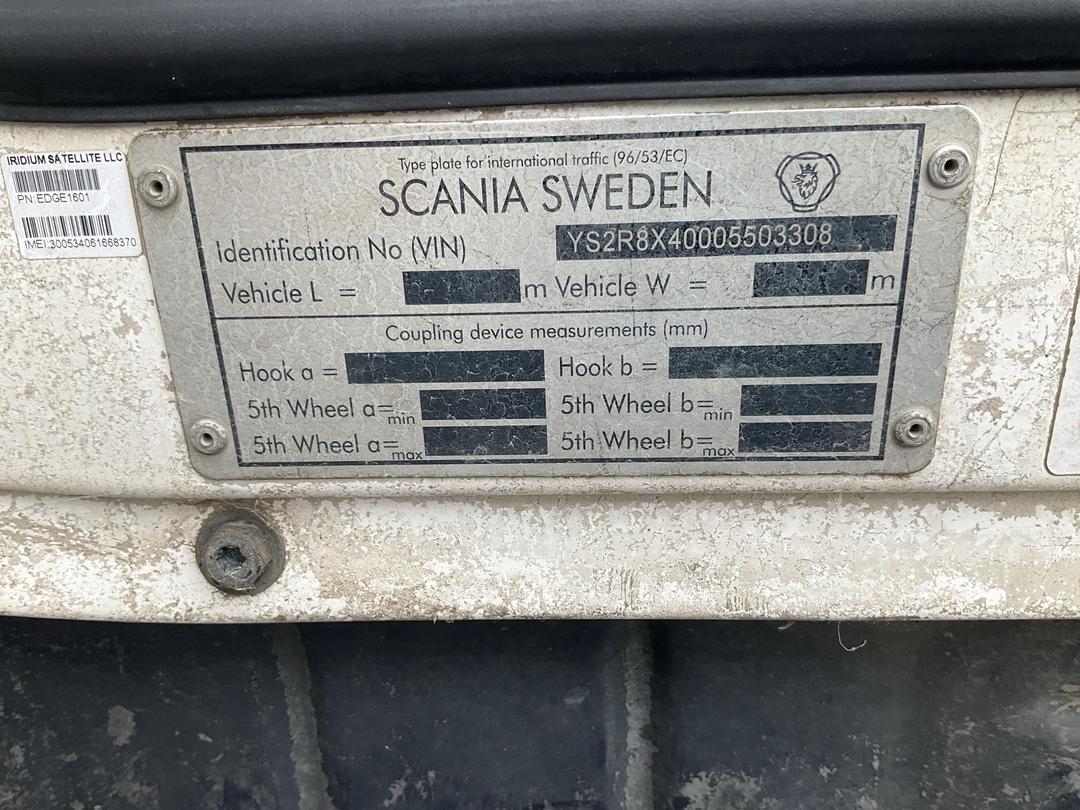 IRIDIUM SATELLITE LLC
PN:EDGE1601
IMEI:300534061668370
Type plate for international traffic (96/53/EC)
SCANIA SWEDEN
Identification No (VIN) YS2R8X40005503308
Vehicle L = m Vehicle W = m
Coupling device measurements (mm)
Hook a = Hook b =
5th Wheel a=min 5th Wheel b=min
5th Wheel a=max 5th Wheel b=max